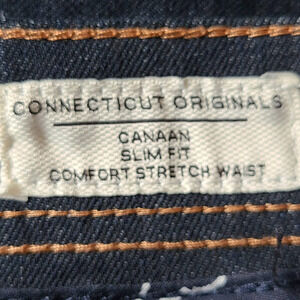 CONNECTICUT ORIGINALS
CANAAN
SLIM FIT
COMFORT STRETCH WAIST